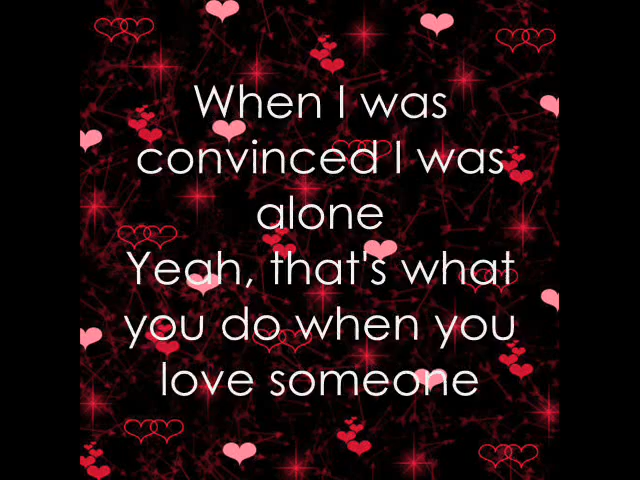 When I was
convinced I was
alone
Yeah, that's what
you do when you
love someone